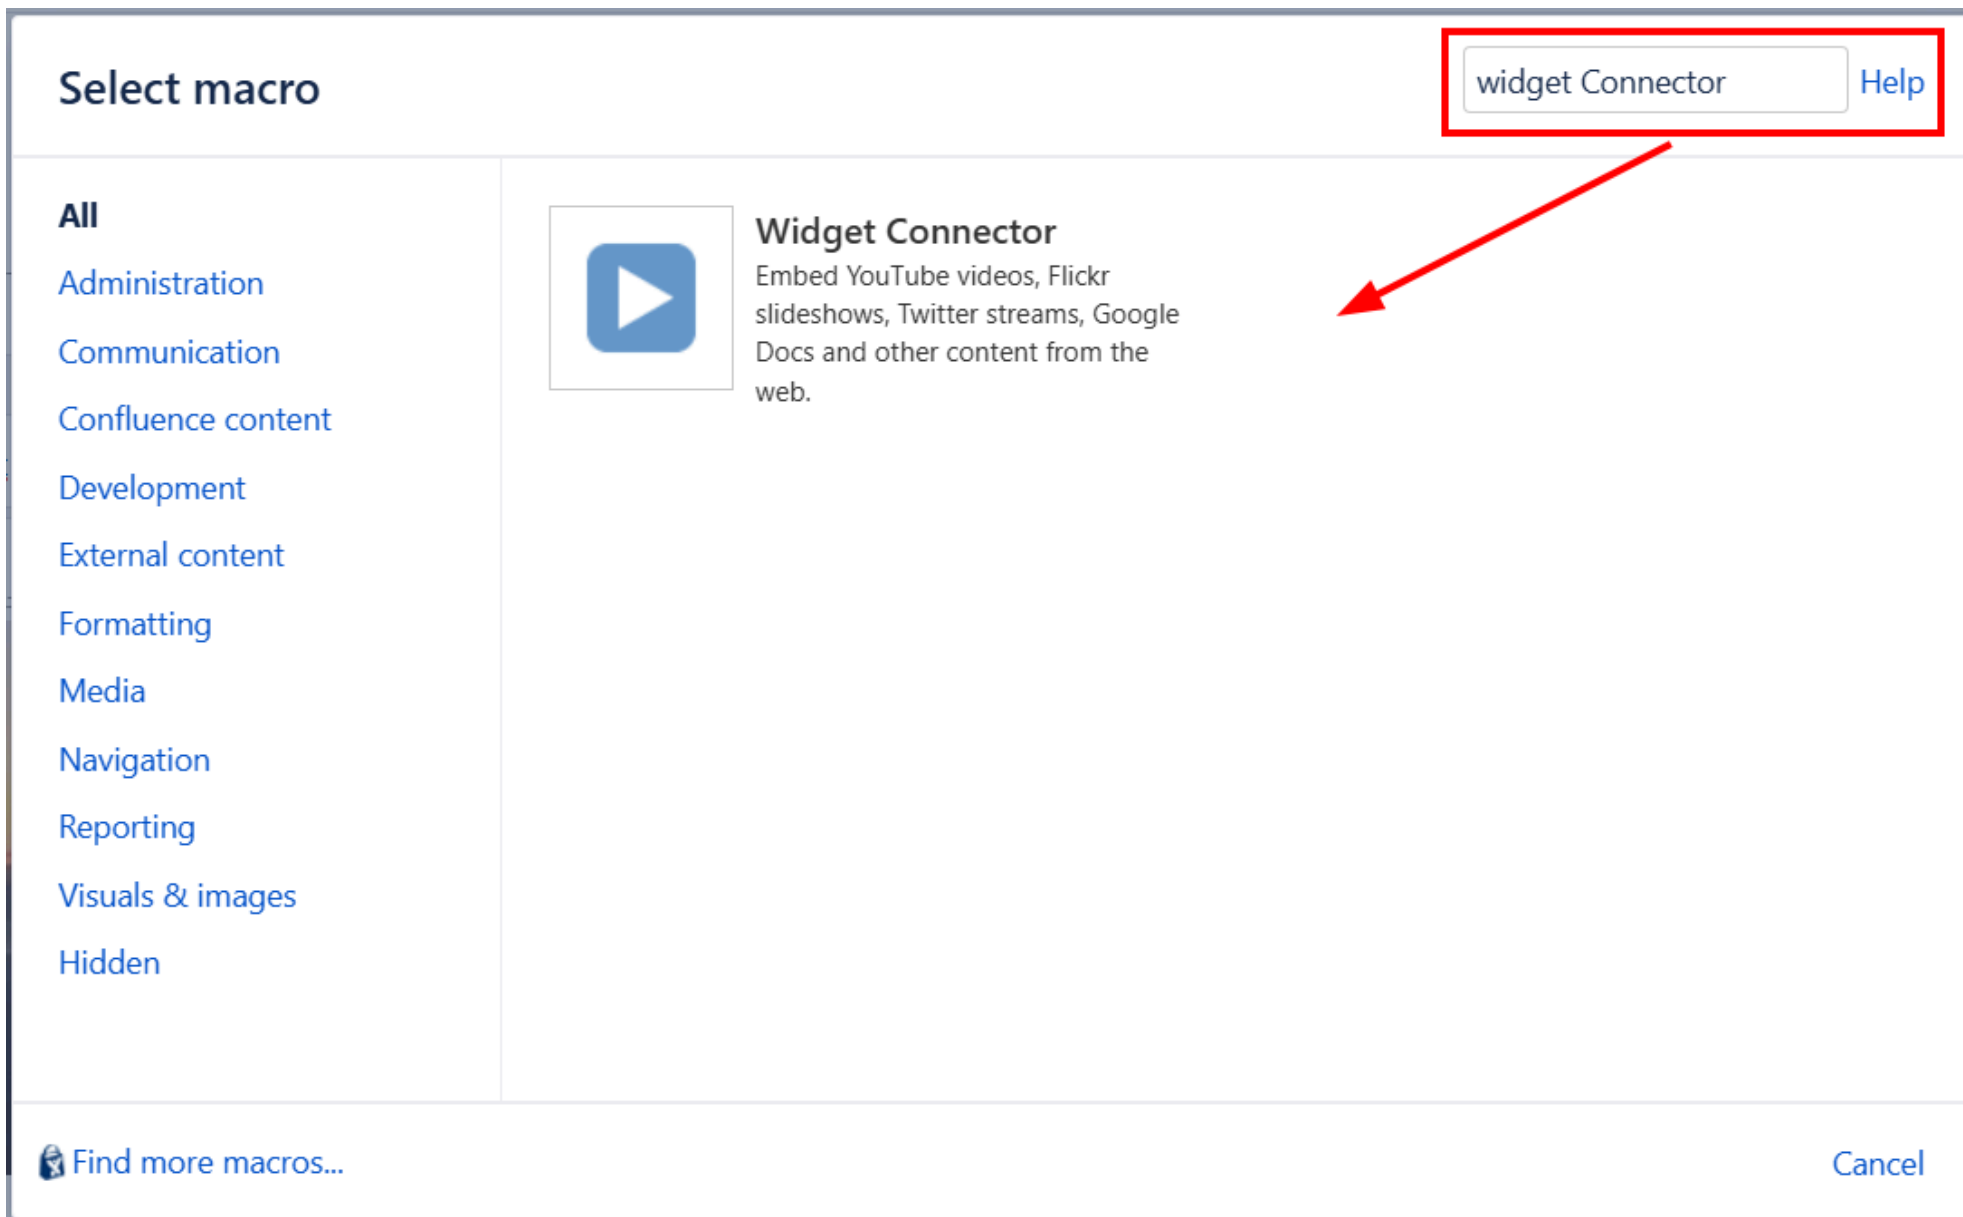 Select macro
widget Connector
Help
All
Administration
Communication
Confluence content
Development
External content
Formatting
Media
Navigation
Reporting
Visuals & images
Hidden
Widget Connector
Embed YouTube videos, Flickr
slideshows, Twitter streams, Google
Docs and other content from the
web.
Find more macros...
Cancel